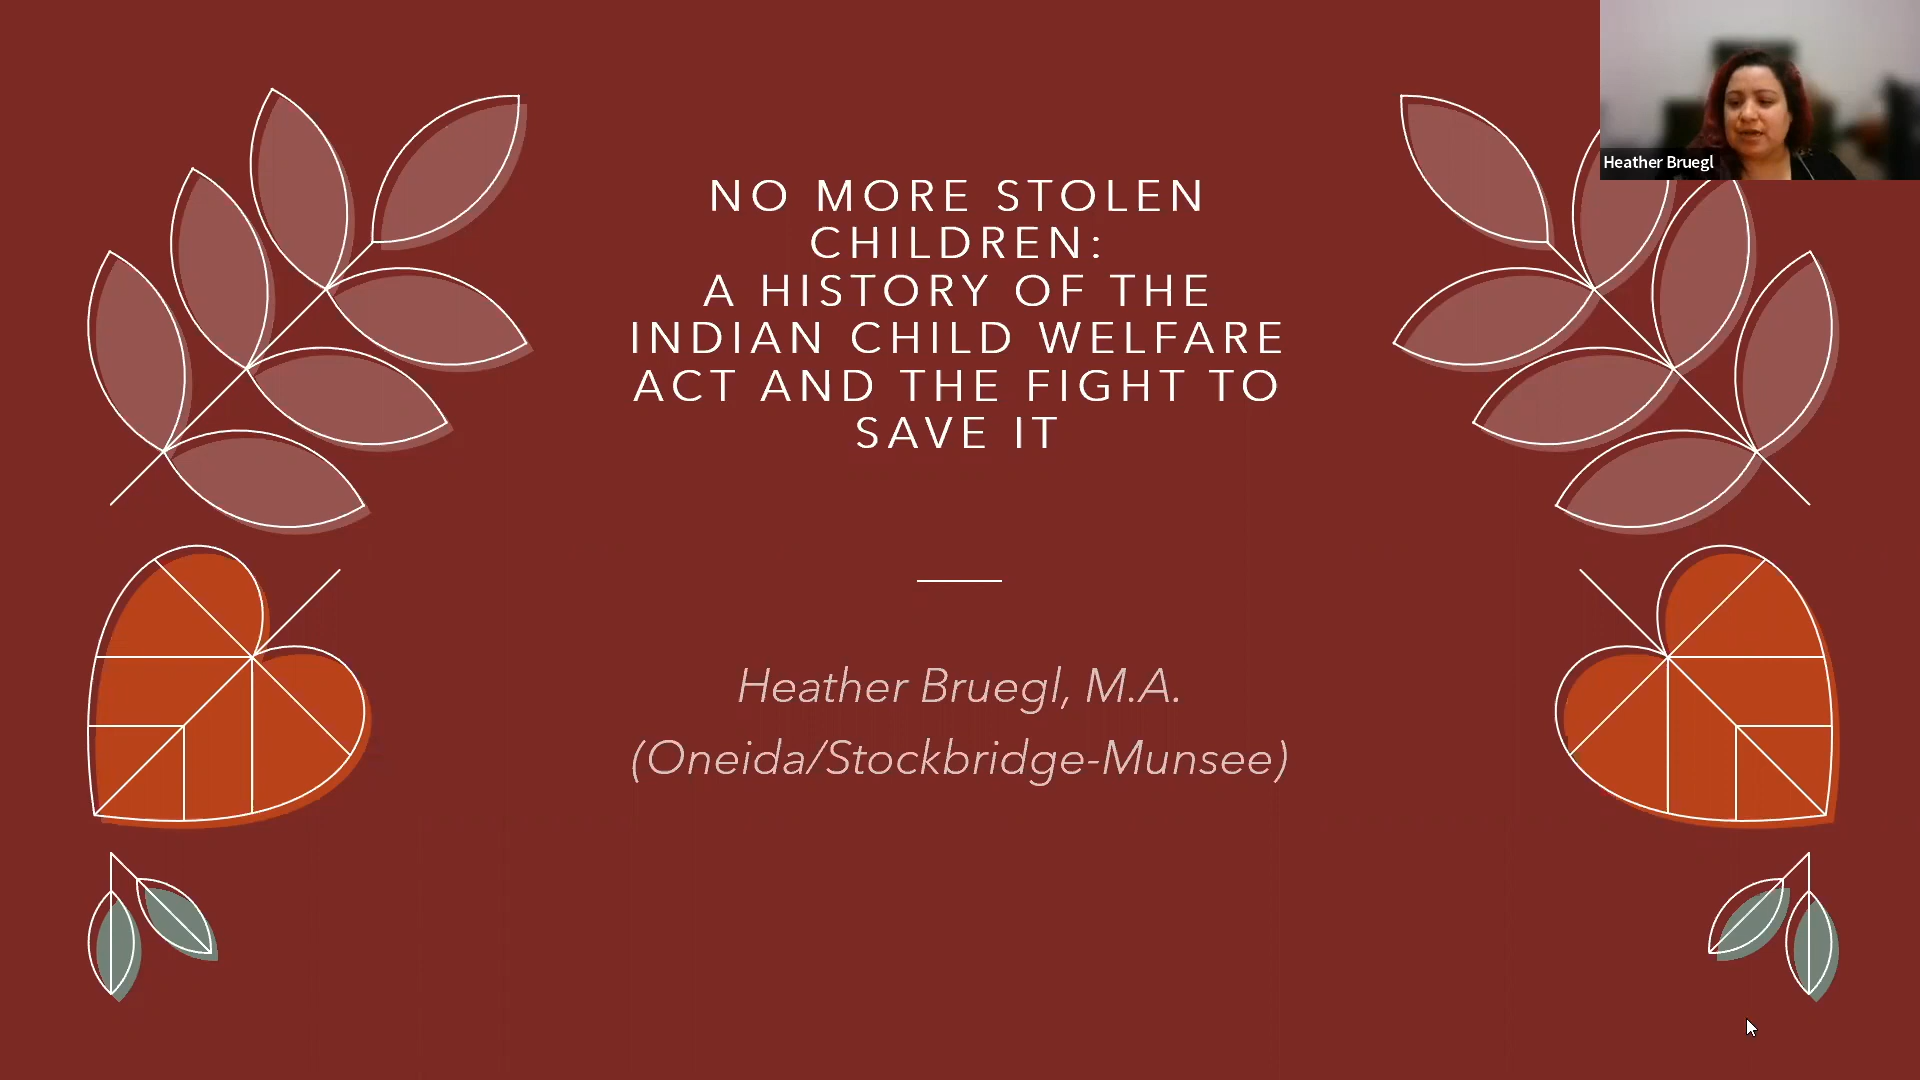 NO MORE STOLEN
CHILDREN:
A HISTORY OF THE
INDIAN CHILD WELFARE
ACT AND THE FIGHT TO
SAVE IT
Heather Bruegl, M.A.
(Oneida/Stockbridge-Munsee)
Heather Bruegl